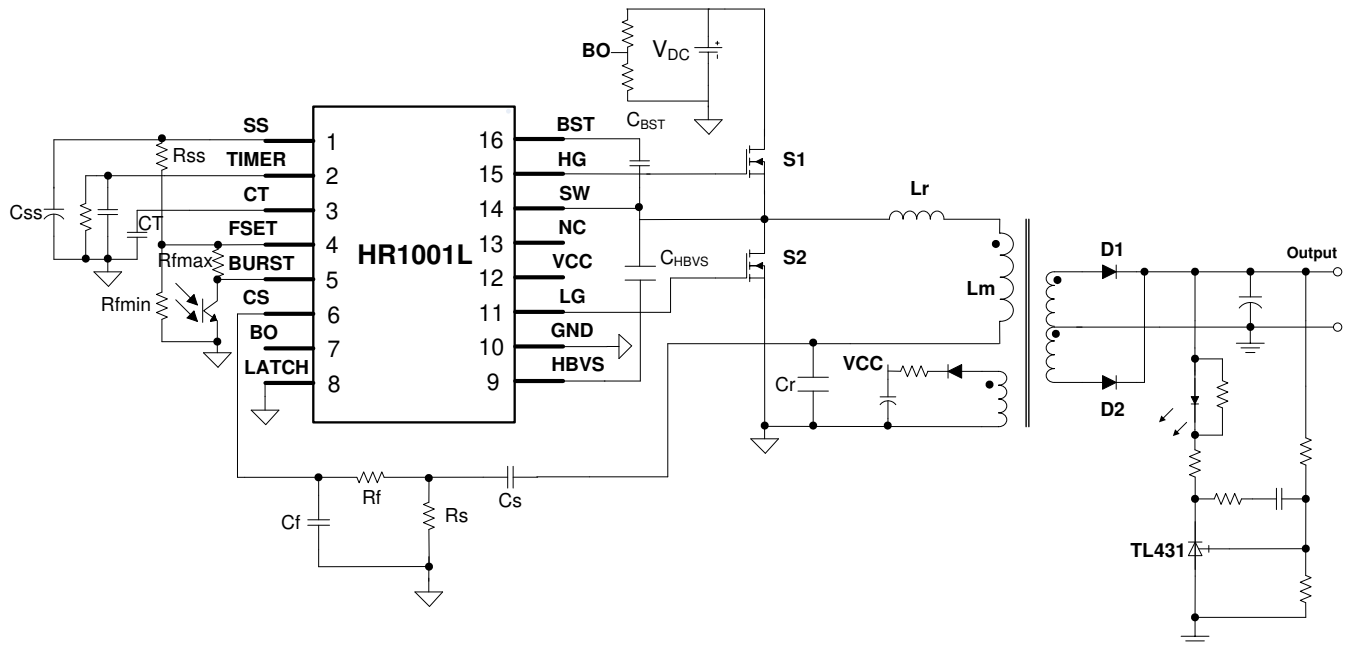 BO
VDC
CBST
SS
1
Rss
TIMER
2
CT
3
Css
CT
FSET
4
Rfmax
BURST
5
Rfmin
CS
6
BO
7
LATCH
8
HR1001L
16
BST
15
HG
14
SW
13
NC
12
VCC
11
LG
10
GND
9
HBVS
CHBVS
S1
S2
Lr
Lm
Cr
VCC
D1
D2
Output
TL431
Rf
Cf
Rs
Cs